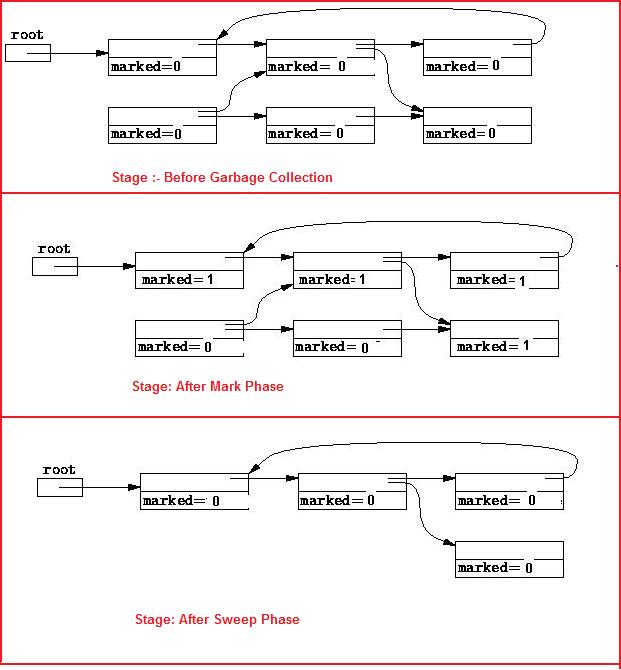 root
marked=0 marked= 0 marked= 0
marked=0 marked= 0 marked=0
Stage :- Before Garbage Collection
root
marked= 1 marked= 1 marked= 1
marked= 0 marked= 0 marked= 1
Stage: After Mark Phase
root
marked= 0 marked= 0 marked= 0
marked= 0
Stage: After Sweep Phase